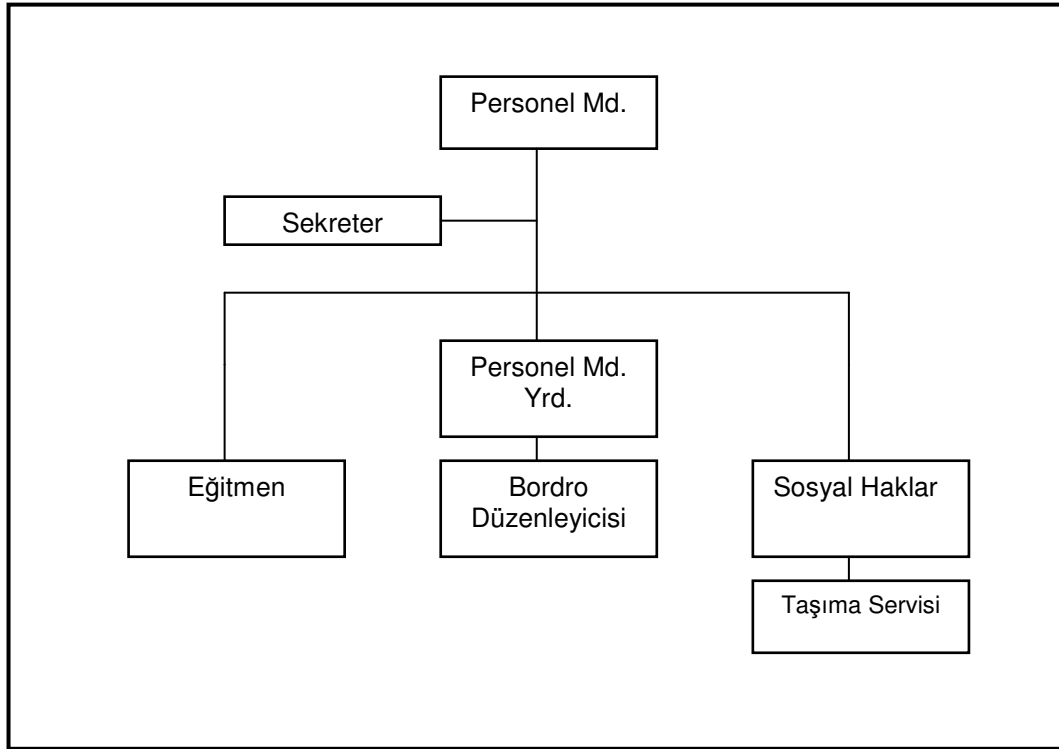 Personel Md.
Sekreter
Personel Md.
Yrd.
Eğitmen
Bordro
Düzenleyicisi
Sosyal Haklar
Taşıma Servisi